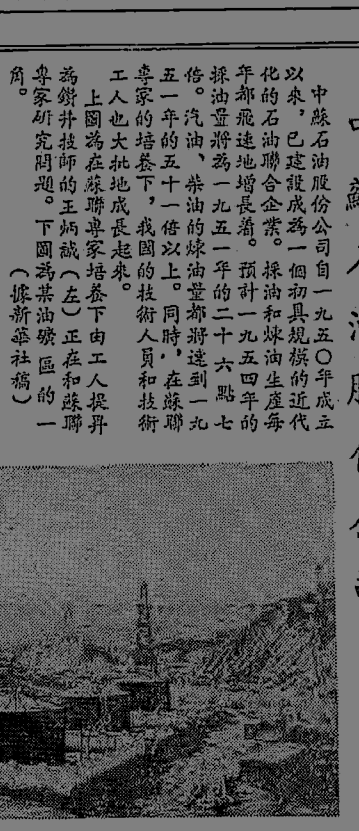 中蘇石油股份公司自一九五〇年成立
以來，已建設成為一個初具規模的近代
化的石油聯合企業。採油和煉油生產每
年都飛速地增長着。預計一九五四年的
採油量將為一九五一年的二十六點七
倍。汽油、柴油的煉油量都將達到一九
五一年的五十一倍以上。同時，在蘇聯
專家的培養下，我國的技術人員和技術
工人也大批地成長起來。
上圖為在蘇聯專家培養下由工人提昇
為鑽井技師的王炳誠（左）正在和蘇聯
專家研究問題。下圖為某油礦區的一
角。（據新華社稿）